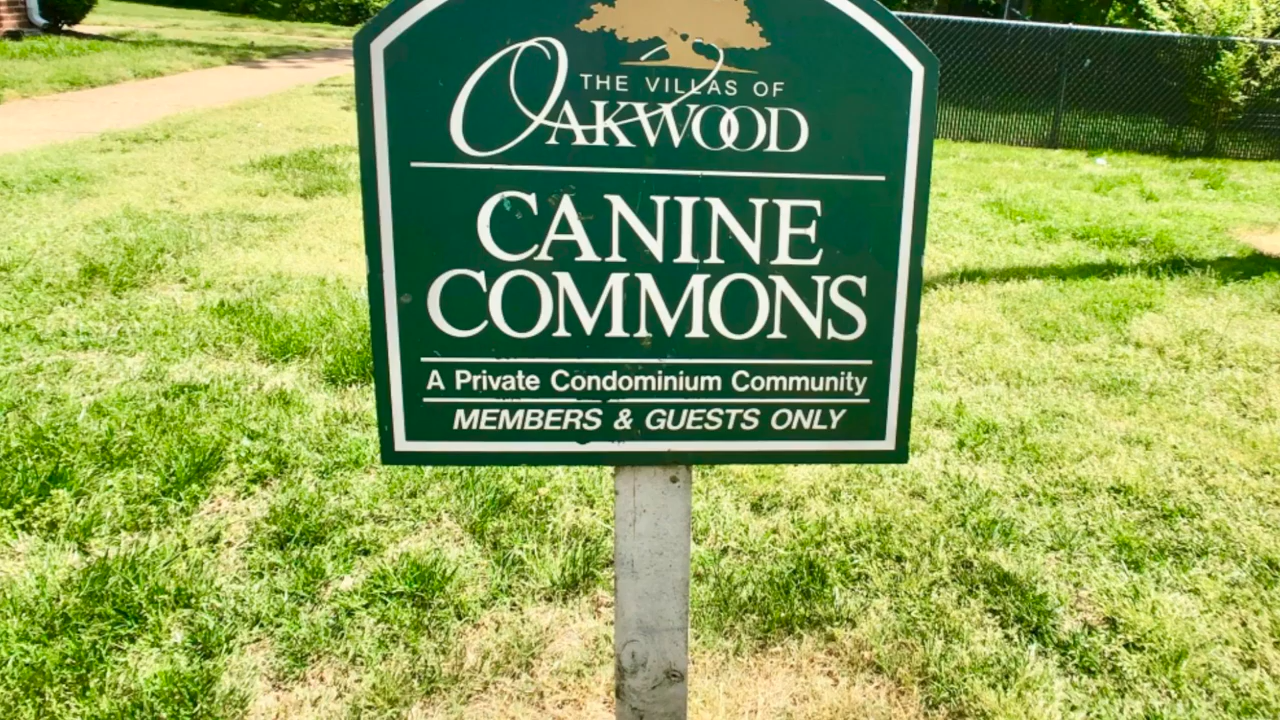 THE VILLAS OF
OAKWOOD
CANINE
COMMONS
A Private Condominium Community
MEMBERS & GUESTS ONLY